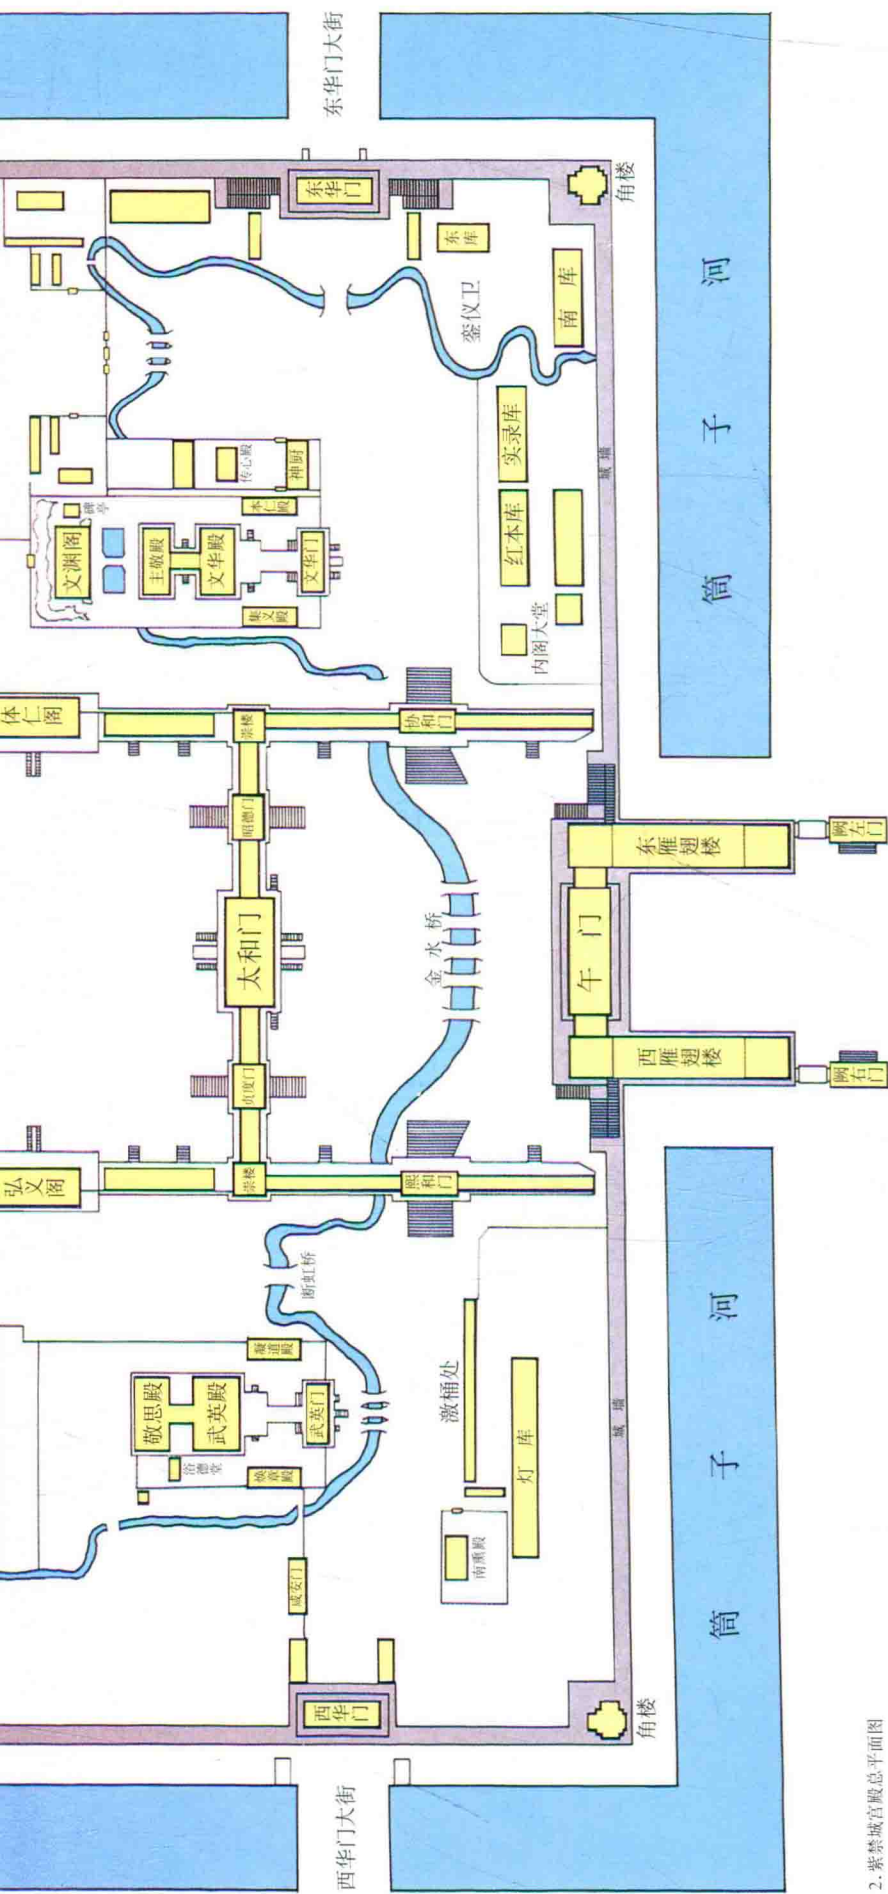 弘义阁
体仁阁
文渊阁
碑亭
敬思殿
主敬殿
浴德堂
武英殿
文华殿
崇楼
贞度门
太和门
昭德门
崇楼
传心殿
焕章殿
凝道殿
集义殿
本仁殿
咸安门
武英门
断虹桥
文华门
神厨
西华门大街
西华门
东华门
东华门大街
熙和门
协和门
金水桥
南熏殿
激桶处
銮仪卫
东库
灯库
内阁大堂
红本库
实录库
南库
午门
城墙
城墙
角楼
角楼
西雁翅楼
东雁翅楼
筒子河
筒子河
阙右门
阙左门
2. 紫禁城宫殿总平面图